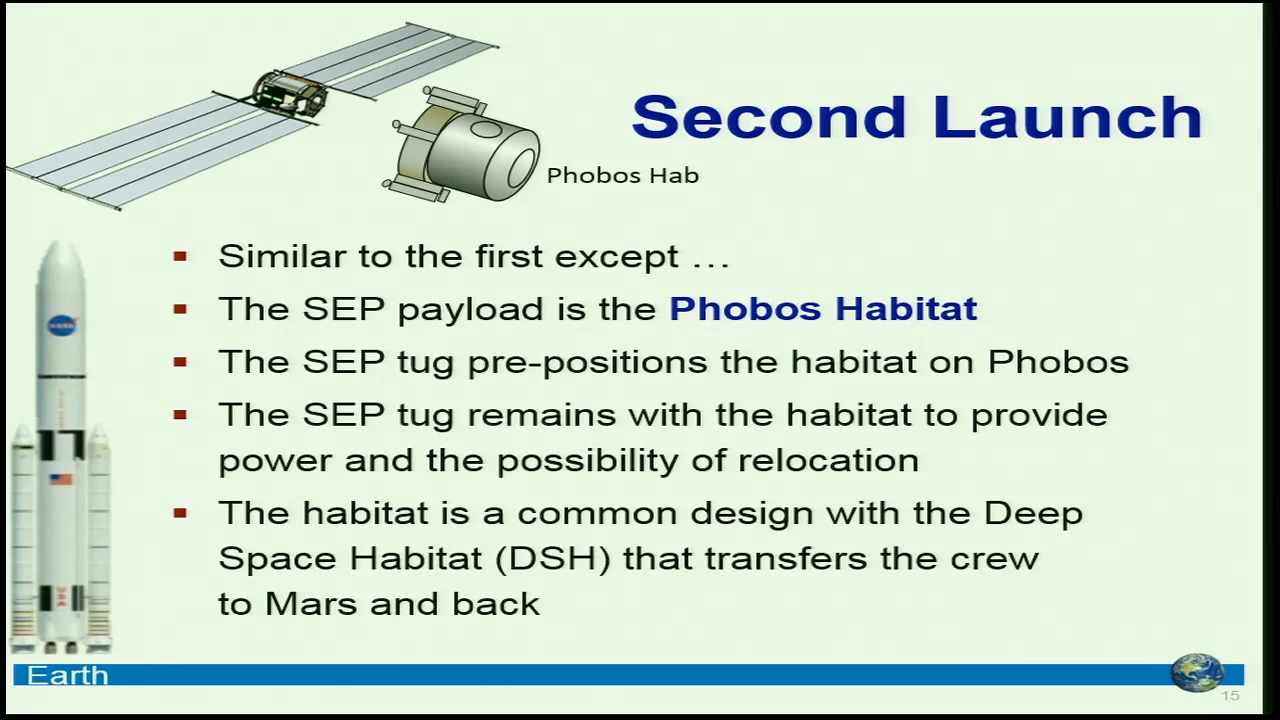 Second Launch
Phobos Hab
Similar to the first except …
The SEP payload is the Phobos Habitat
The SEP tug pre-positions the habitat on Phobos
The SEP tug remains with the habitat to provide
power and the possibility of relocation
The habitat is a common design with the Deep
Space Habitat (DSH) that transfers the crew
to Mars and back
NASA
USA
Earth
15